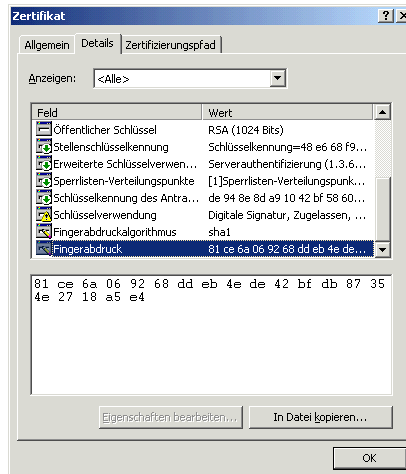 Zertifikat
Allgemein Details Zertifizierungspfad
Anzeigen: <Alle>
Feld Wert
Öffentlicher Schlüssel RSA (1024 Bits)
Stellenschlüsselkennung Schlüsselkennung=48 e6 68 f9...
Erweiterte Schlüsselverwen... Serverauthentifizierung (1.3.6...
Sperrlisten-Verteilungspunkte [1]Sperrlisten-Verteilungspunk...
Schlüsselkennung des Antra... de 94 8e 8d a9 10 42 bf 58 60...
Schlüsselverwendung Digitale Signatur, Zugelassen, ...
Fingerabdruckalgorithmus sha1
Fingerabdruck 81 ce 6a 06 92 68 dd eb 4e de...
81 ce 6a 06 92 68 dd eb 4e de 42 bf db 87 35
4e 27 18 a5 e4
Eigenschaften bearbeiten... In Datei kopieren...
OK